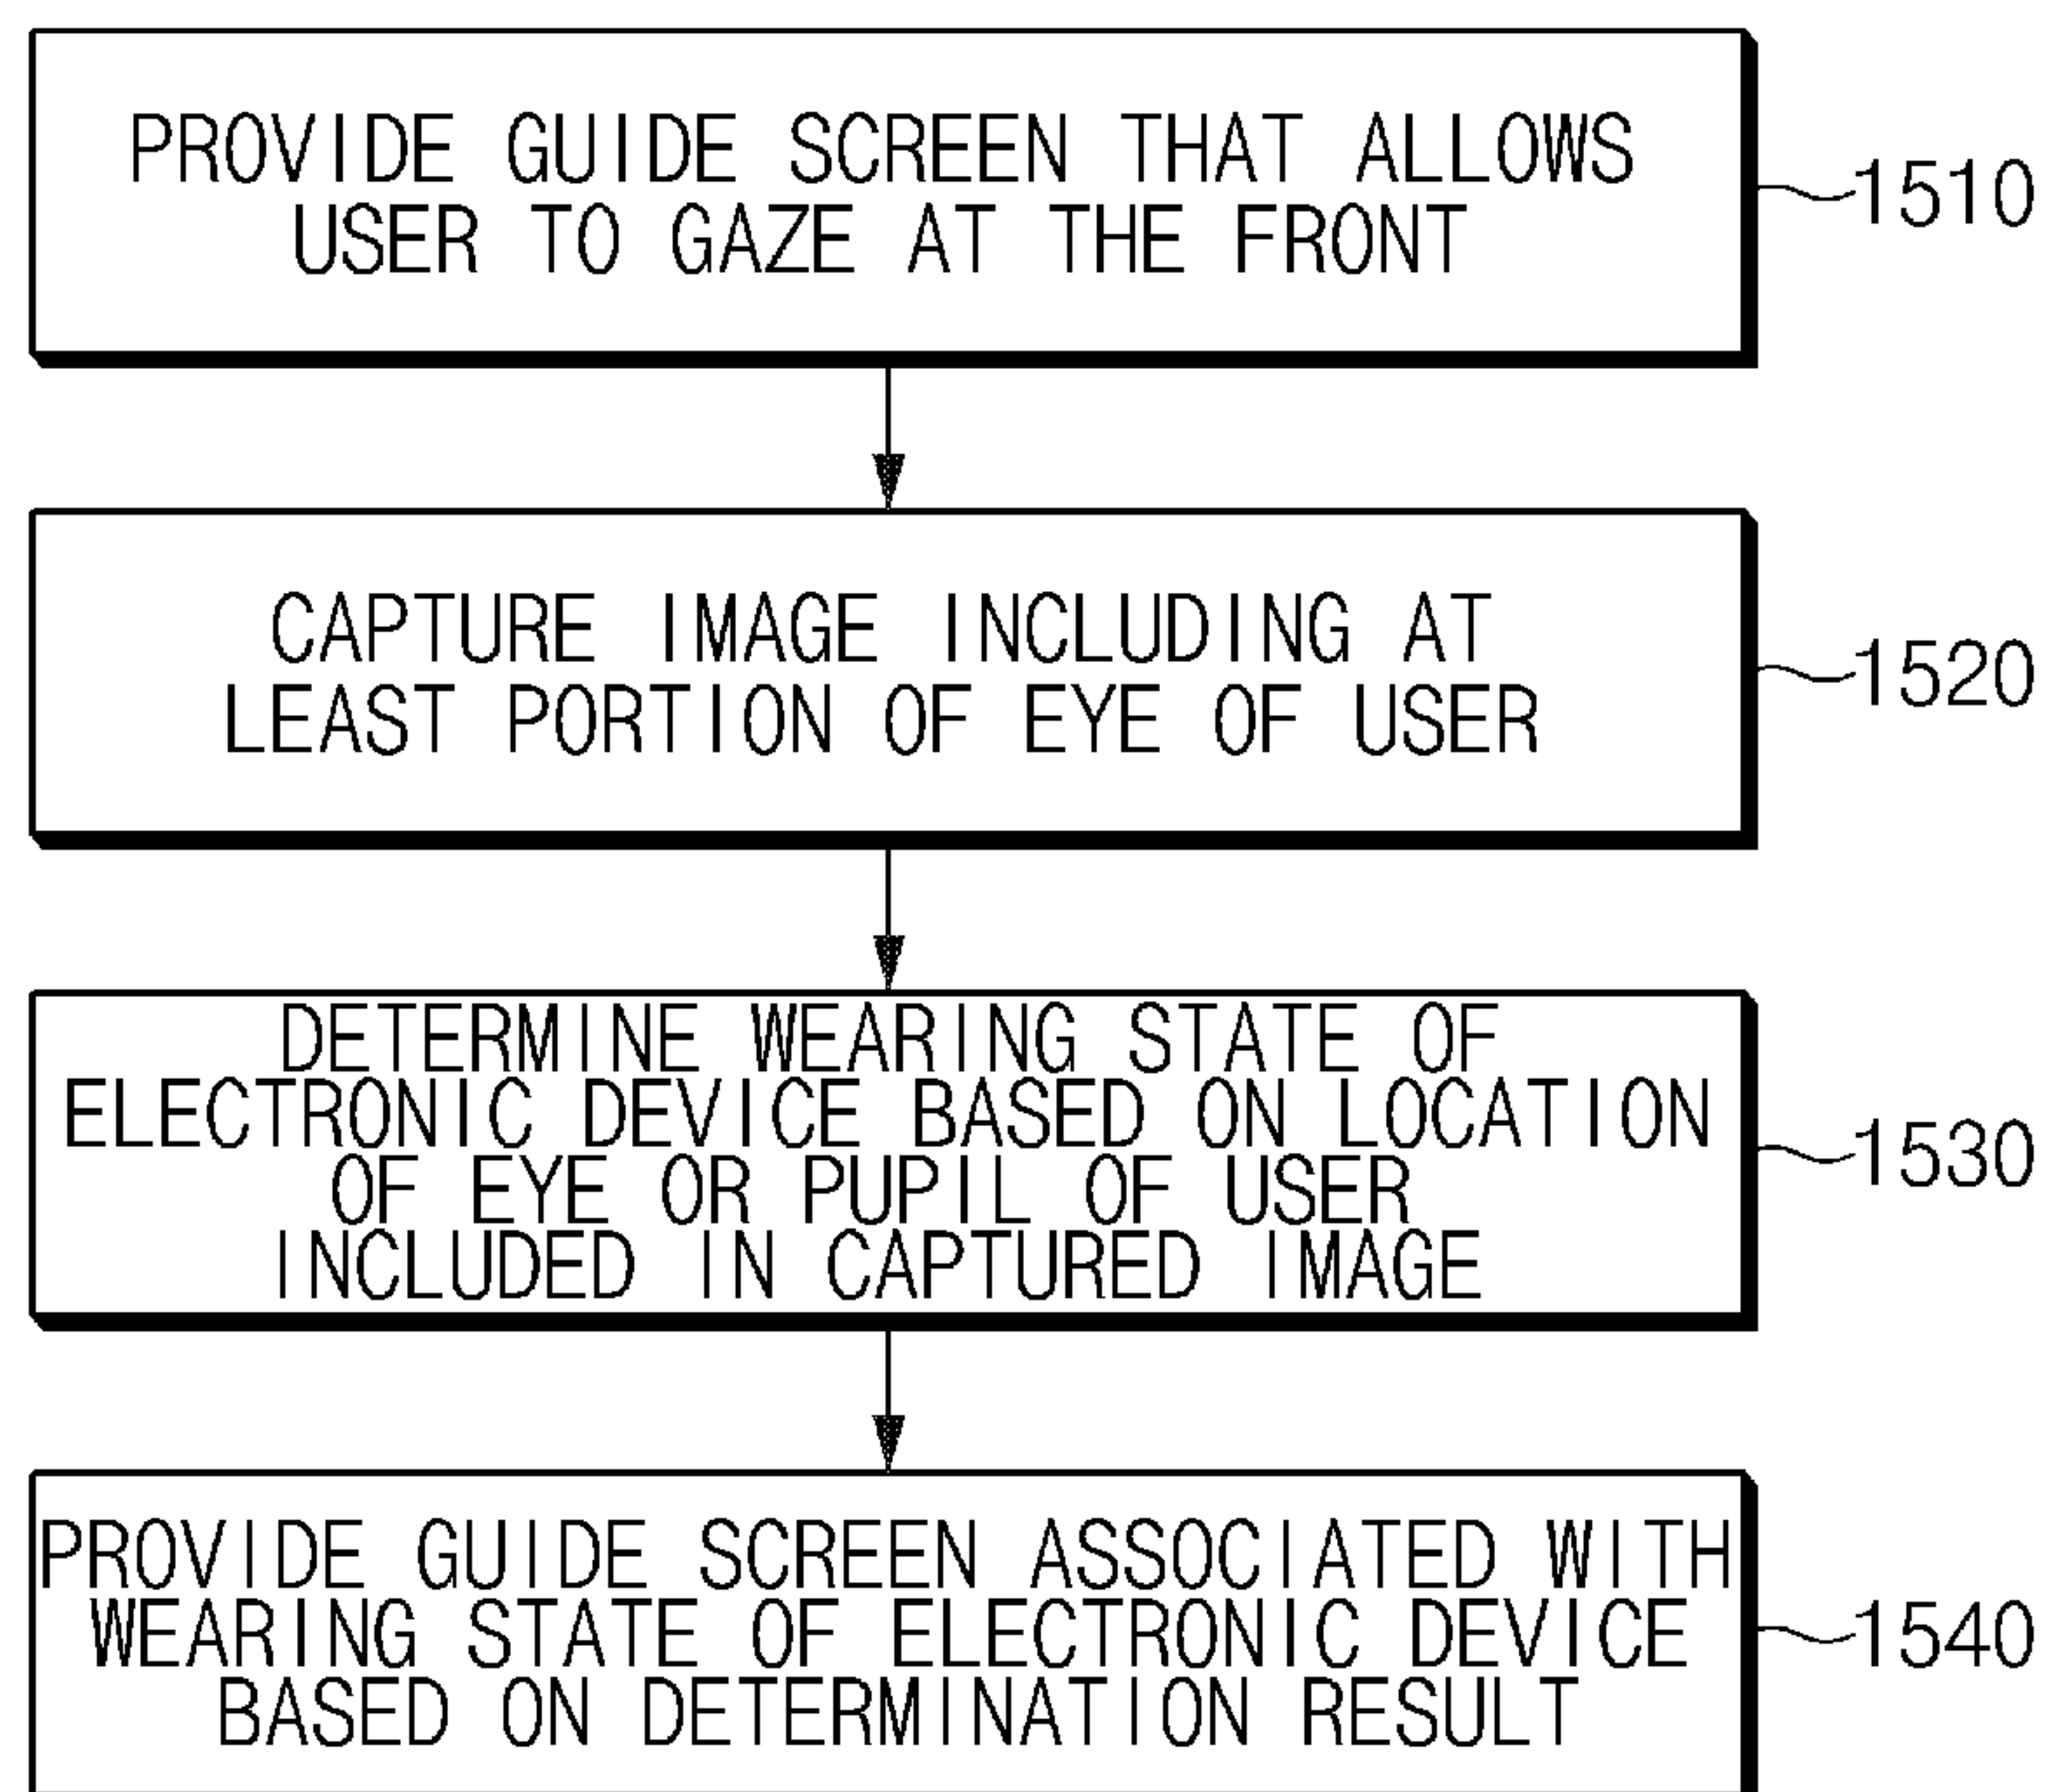 PROVIDE GUIDE SCREEN THAT ALLOWS
USER TO GAZE AT THE FRONT
1510
CAPTURE IMAGE INCLUDING AT
LEAST PORTION OF EYE OF USER
1520
DETERMINE WEARING STATE OF
ELECTRONIC DEVICE BASED ON LOCATION
OF EYE OR PUPIL OF USER
INCLUDED IN CAPTURED IMAGE
1530
PROVIDE GUIDE SCREEN ASSOCIATED WITH
WEARING STATE OF ELECTRONIC DEVICE
BASED ON DETERMINATION RESULT
1540